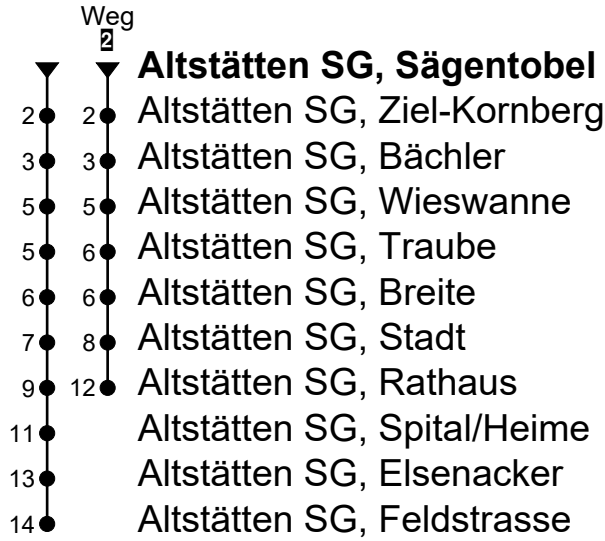 Weg
2
Altstätten SG, Sägentobel
2 2 Altstätten SG, Ziel-Kornberg
3 3 Altstätten SG, Bächler
5 5 Altstätten SG, Wieswanne
5 6 Altstätten SG, Traube
6 6 Altstätten SG, Breite
7 8 Altstätten SG, Stadt
9 12 Altstätten SG, Rathaus
11 Altstätten SG, Spital/Heime
13 Altstätten SG, Elsenacker
14 Altstätten SG, Feldstrasse